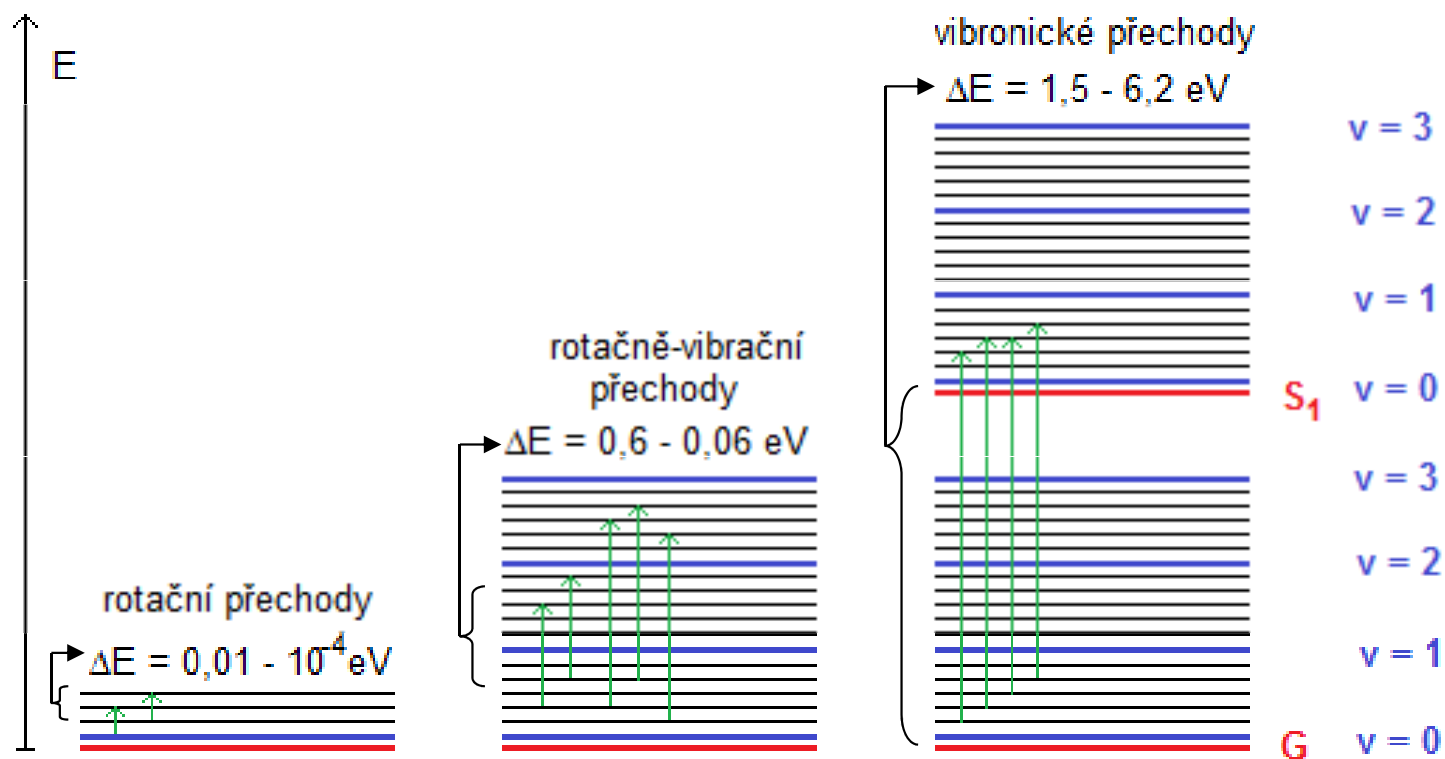 E
rotační přechody
ΔE = 0,01 - 10⁻⁴eV
rotačně-vibrační
přechody
ΔE = 0,6 - 0,06 eV
vibronické přechody
ΔE = 1,5 - 6,2 eV
v = 3
v = 2
v = 1
S₁ v = 0
v = 3
v = 2
v = 1
G v = 0